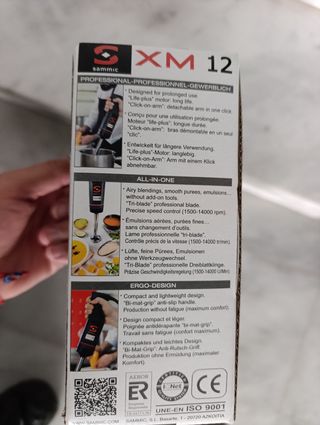 sammic
XM 12
PROFESSIONAL-PROFESSIONNEL-GEWERBLICH
Designed for prolonged use.
"Life-plus" motor: long life.
"Click-on-arm": detachable arm in one click
Conçu pour une utilisation prolongée.
Moteur "life-plus": longue durée
"Click-on-arm": bras démontable en un seul
"clic".
Entwickelt für längere Verwendung.
"Life-Plus"-Motor: langlebig
"Click-on-Arm": Arm mit einem Klick
abnehmbar.
ALL-IN-ONE
Airy blendings, smooth purees, emulsions...
without add-on tools.
"Tri-blade" professional blade.
Precise speed control (1500-14000 rpm).
Émulsions aérées, purées fines...
sans changement d'outils.
Lame professionnelle "tri-blade".
Contrôle précis de la vitesse (1500-14000 tr/min).
Lüfte, feine Pürees, Emulsionen
ohne Werkzeugwechsel.
"Tri-Blade" professionelle Dreiblattklinge.
Präzise Geschwindigkeitsregelung (1500-14000 U/Min)
ERGO-DESIGN
Compact and lightweight design.
"Bi-mat-grip" anti-slip handle.
Production without fatigue (maximum comfort).
Design compact et léger.
Poignée antidérapante "bi-mat-grip".
Travail sans fatigue (confort maximum).
Kompaktes und leichtes Design.
"Bi-Mat-Grip": Anti-Rutsch-Griff.
Produktion ohne Ermüdung (maximaler
Komfort).
AENOR
ER
IQNet
CE
UNE-EN ISO 9001
WWW.SAMMIC.COM
SAMMIC, S.L. Basarte, 1 - 20720 AZKOITIA